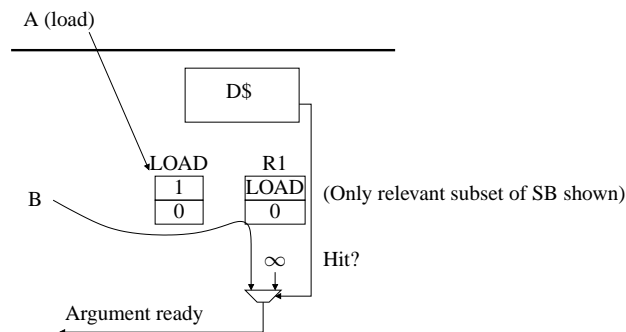 A (load)
D$
LOAD R1
1 LOAD
0 0
(Only relevant subset of SB shown)
B
Hit?
∞
Argument ready